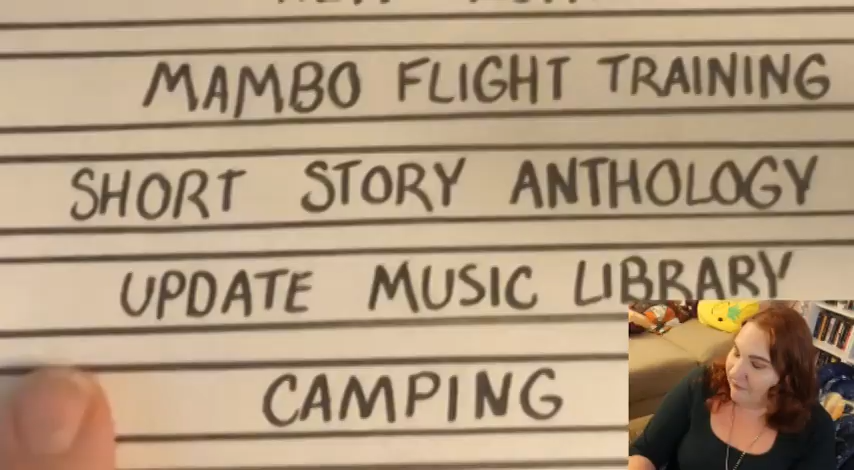 MAMBO FLIGHT TRAINING
SHORT STORY ANTHOLOGY
UPDATE MUSIC LIBRARY
CAMPING